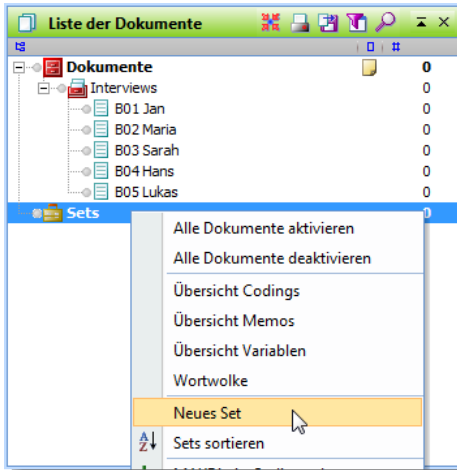 Liste der Dokumente
#
Dokumente 0
Interviews 0
B01 Jan 0
B02 Maria 0
B03 Sarah 0
B04 Hans 0
B05 Lukas 0
Sets 0
Alle Dokumente aktivieren
Alle Dokumente deaktivieren
Übersicht Codings
Übersicht Memos
Übersicht Variablen
Wortwolke
Neues Set
Sets sortieren